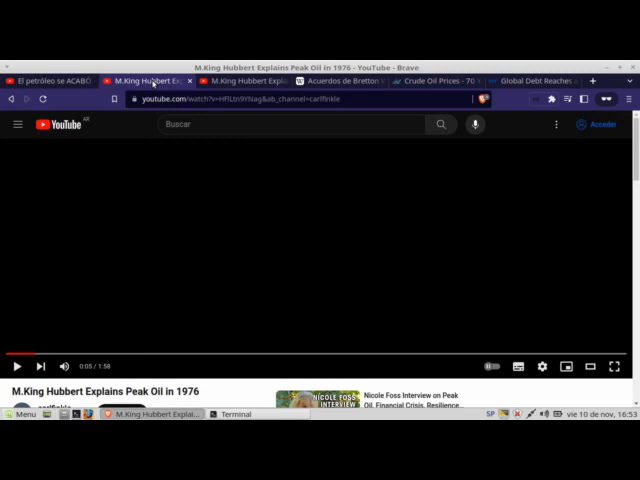 M.King Hubbert Explains Peak Oil in 1976 - YouTube - Brave
El petróleo se ACABÓ
M.King Hubbert Ex
M.King Hubbert Expl
Acuerdos de Bretton W
Crude Oil Prices - 70 Y
Global Debt Reaches a
youtube.com/watch?v=HFlLtn9YNag&ab_channel=carlfinkle
YouTube AR
Buscar
Acceder
0:05 / 1:58
M.King Hubbert Explains Peak Oil in 1976
NICOLE FOSS
INTERVIEW
Nicole Foss Interview on Peak
Oil, Financial Crisis, Resilience...
carlfinkle
Menu
M.King Hubbert Explai...
Terminal
SP
vie 10 de nov, 16:53